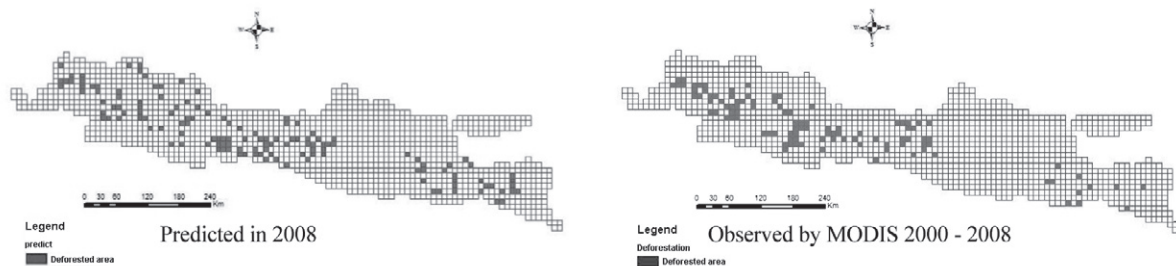 N
W E
S
0 30 60 120 180 240
Km
Legend
predict
Deforested area
Predicted in 2008
N
W E
S
0 30 60 120 180 240
Km
Legend
Deforestation
Deforested area
Observed by MODIS 2000 - 2008